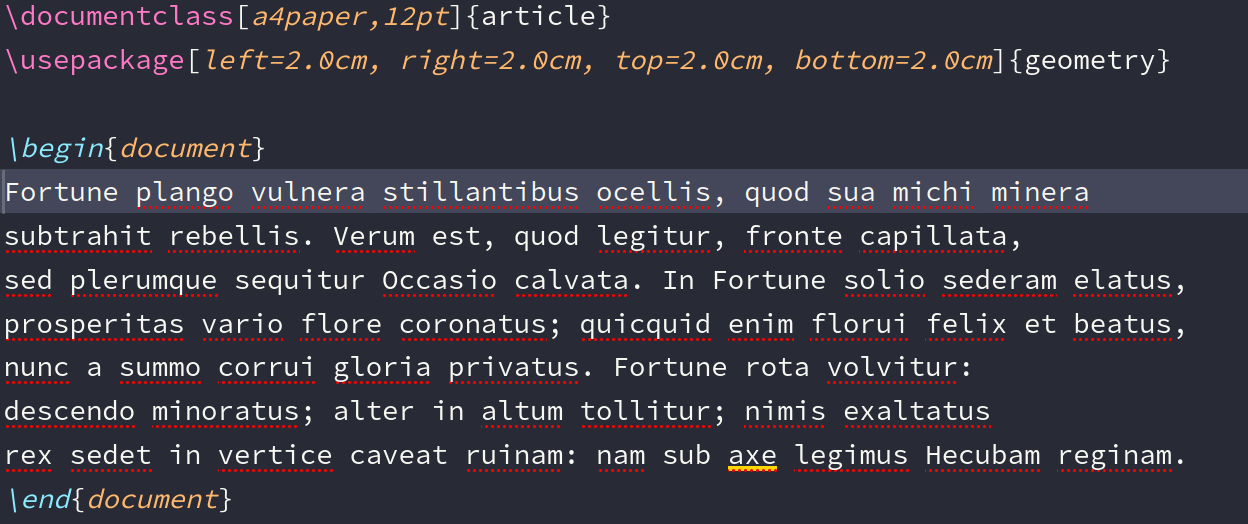 \documentclass[a4paper,12pt]{article}
\usepackage[left=2.0cm, right=2.0cm, top=2.0cm, bottom=2.0cm]{geometry}
\begin{document}
Fortune plango vulnera stillantibus ocellis, quod sua michi minera
subtrahit rebellis. Verum est, quod legitur, fronte capillata,
sed plerumque sequitur Occasio calvata. In Fortune solio sederam elatus,
prosperitas vario flore coronatus; quicquid enim florui felix et beatus,
nunc a summo corrui gloria privatus. Fortune rota volvitur:
descendo minoratus; alter in altum tollitur; nimis exaltatus
rex sedet in vertice caveat ruinam: nam sub axe legimus Hecubam reginam.
\end{document}